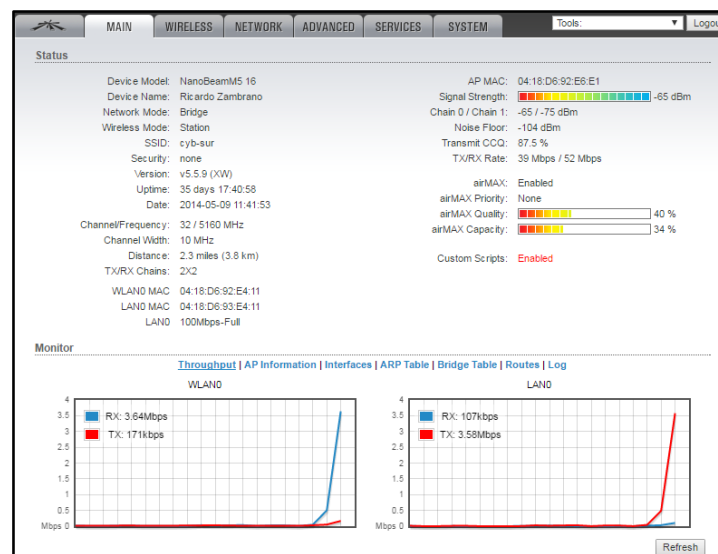 MAIN WIRELESS NETWORK ADVANCED SERVICES SYSTEM Tools: Logou
Status
Device Model: NanoBeamM5 16
Device Name: Ricardo Zambrano
Network Mode: Bridge
Wireless Mode: Station
SSID: cyb-sur
Security: none
Version: v5.5.9 (XW)
Uptime: 35 days 17:40:58
Date: 2014-05-09 11:41:53
Channel/Frequency: 32 / 5160 MHz
Channel Width: 10 MHz
Distance: 2.3 miles (3.8 km)
TX/RX Chains: 2X2
WLAN0 MAC 04:18:D6:92:E4:11
LAN0 MAC 04:18:D6:93:E4:11
LAN0 100Mbps-Full
AP MAC: 04:18:D6:92:E6:E1
Signal Strength: -65 dBm
Chain 0 / Chain 1: -65 / -75 dBm
Noise Floor: -104 dBm
Transmit CCQ: 87.5 %
TX/RX Rate: 39 Mbps / 52 Mbps
airMAX: Enabled
airMAX Priority: None
airMAX Quality: 40 %
airMAX Capacity: 34 %
Custom Scripts: Enabled
Monitor
Throughput | AP Information | Interfaces | ARP Table | Bridge Table | Routes | Log
WLAN0
4
3.5
3
2.5
2
1.5
1
0.5
Mbps 0
RX: 3.64Mbps
TX: 171kbps
LAN0
4
3.5
3
2.5
2
1.5
1
0.5
Mbps 0
RX: 107kbps
TX: 3.58Mbps
Refresh